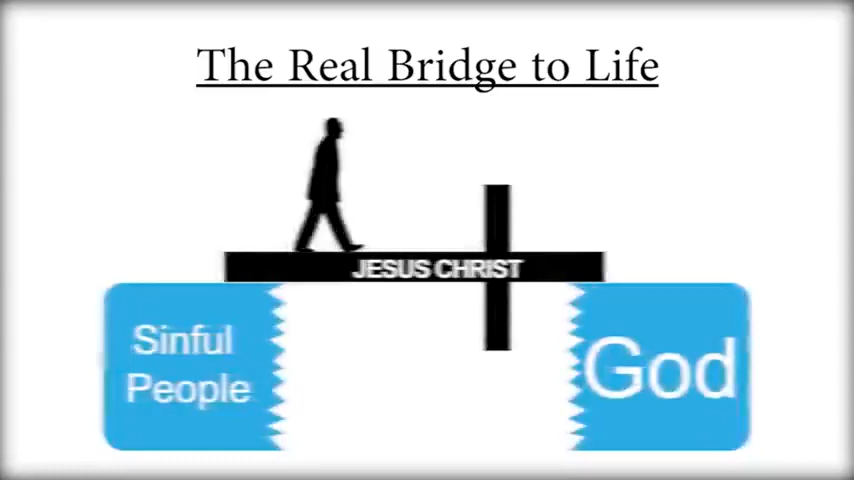 The Real Bridge to Life
JESUS CHRIST
Sinful
People
God